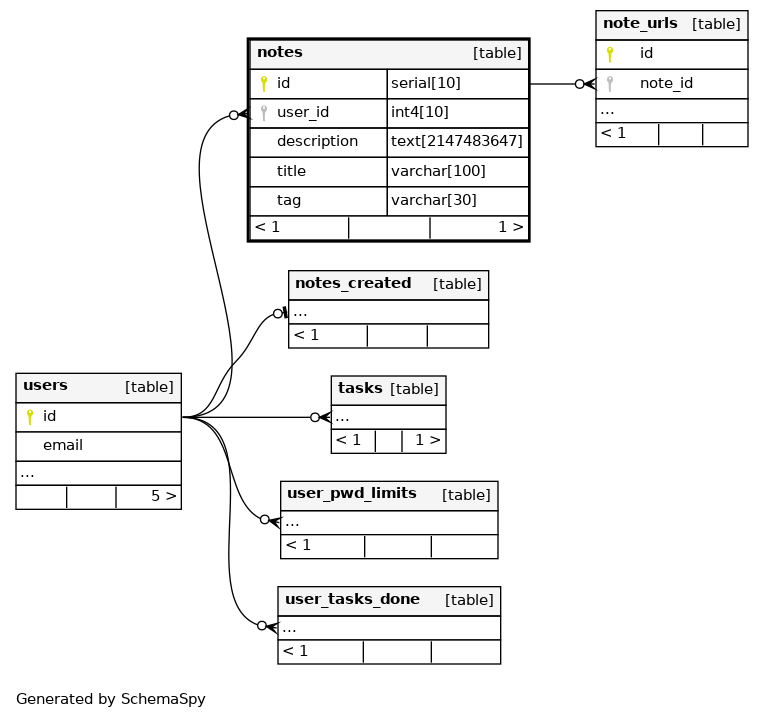 note_urls [table]
id
note_id
...
< 1
notes [table]
id serial[10]
user_id int4[10]
description text[2147483647]
title varchar[100]
tag varchar[30]
< 1 1 >
notes_created [table]
...
< 1
users [table]
id
email
...
5 >
tasks [table]
...
< 1 1 >
user_pwd_limits [table]
...
< 1
user_tasks_done [table]
...
< 1
Generated by SchemaSpy